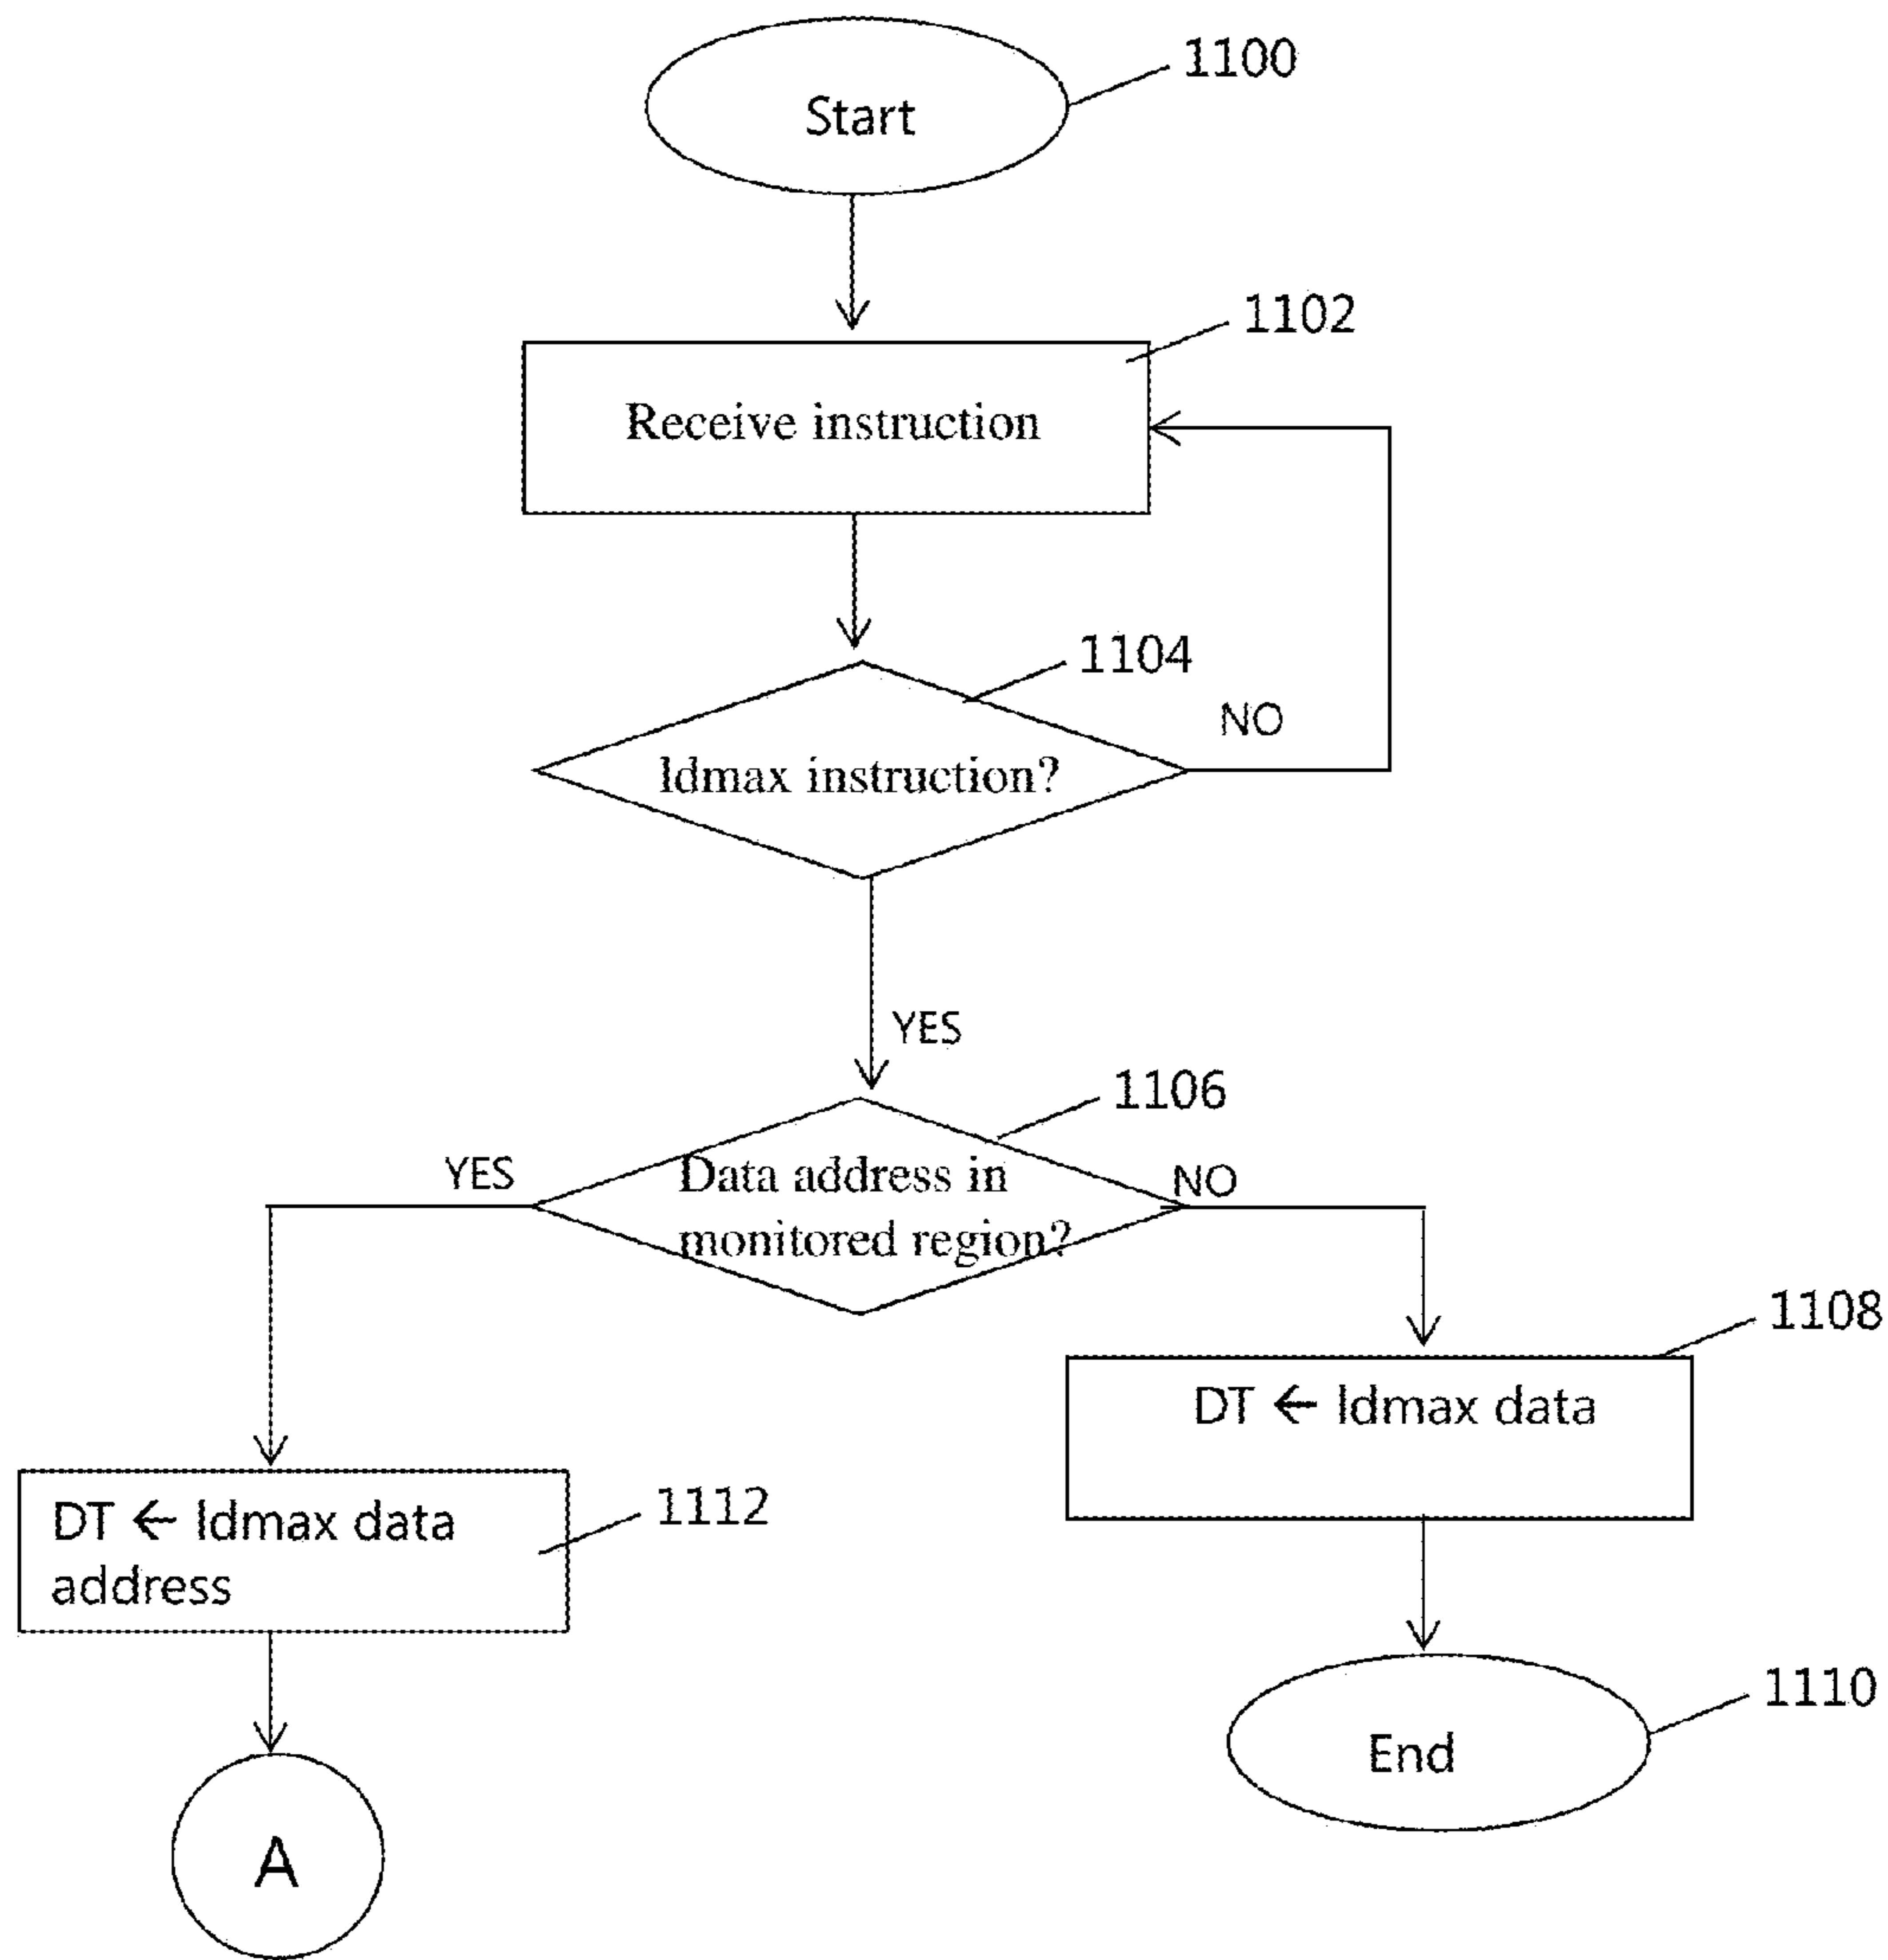 1100
Start
1102
Receive instruction
1104
NO
ldmax instruction?
YES
1106
YES
Data address in
NO
monitored region?
1108
DT ← ldmax data
1112
DT ← ldmax data
address
1110
End
A